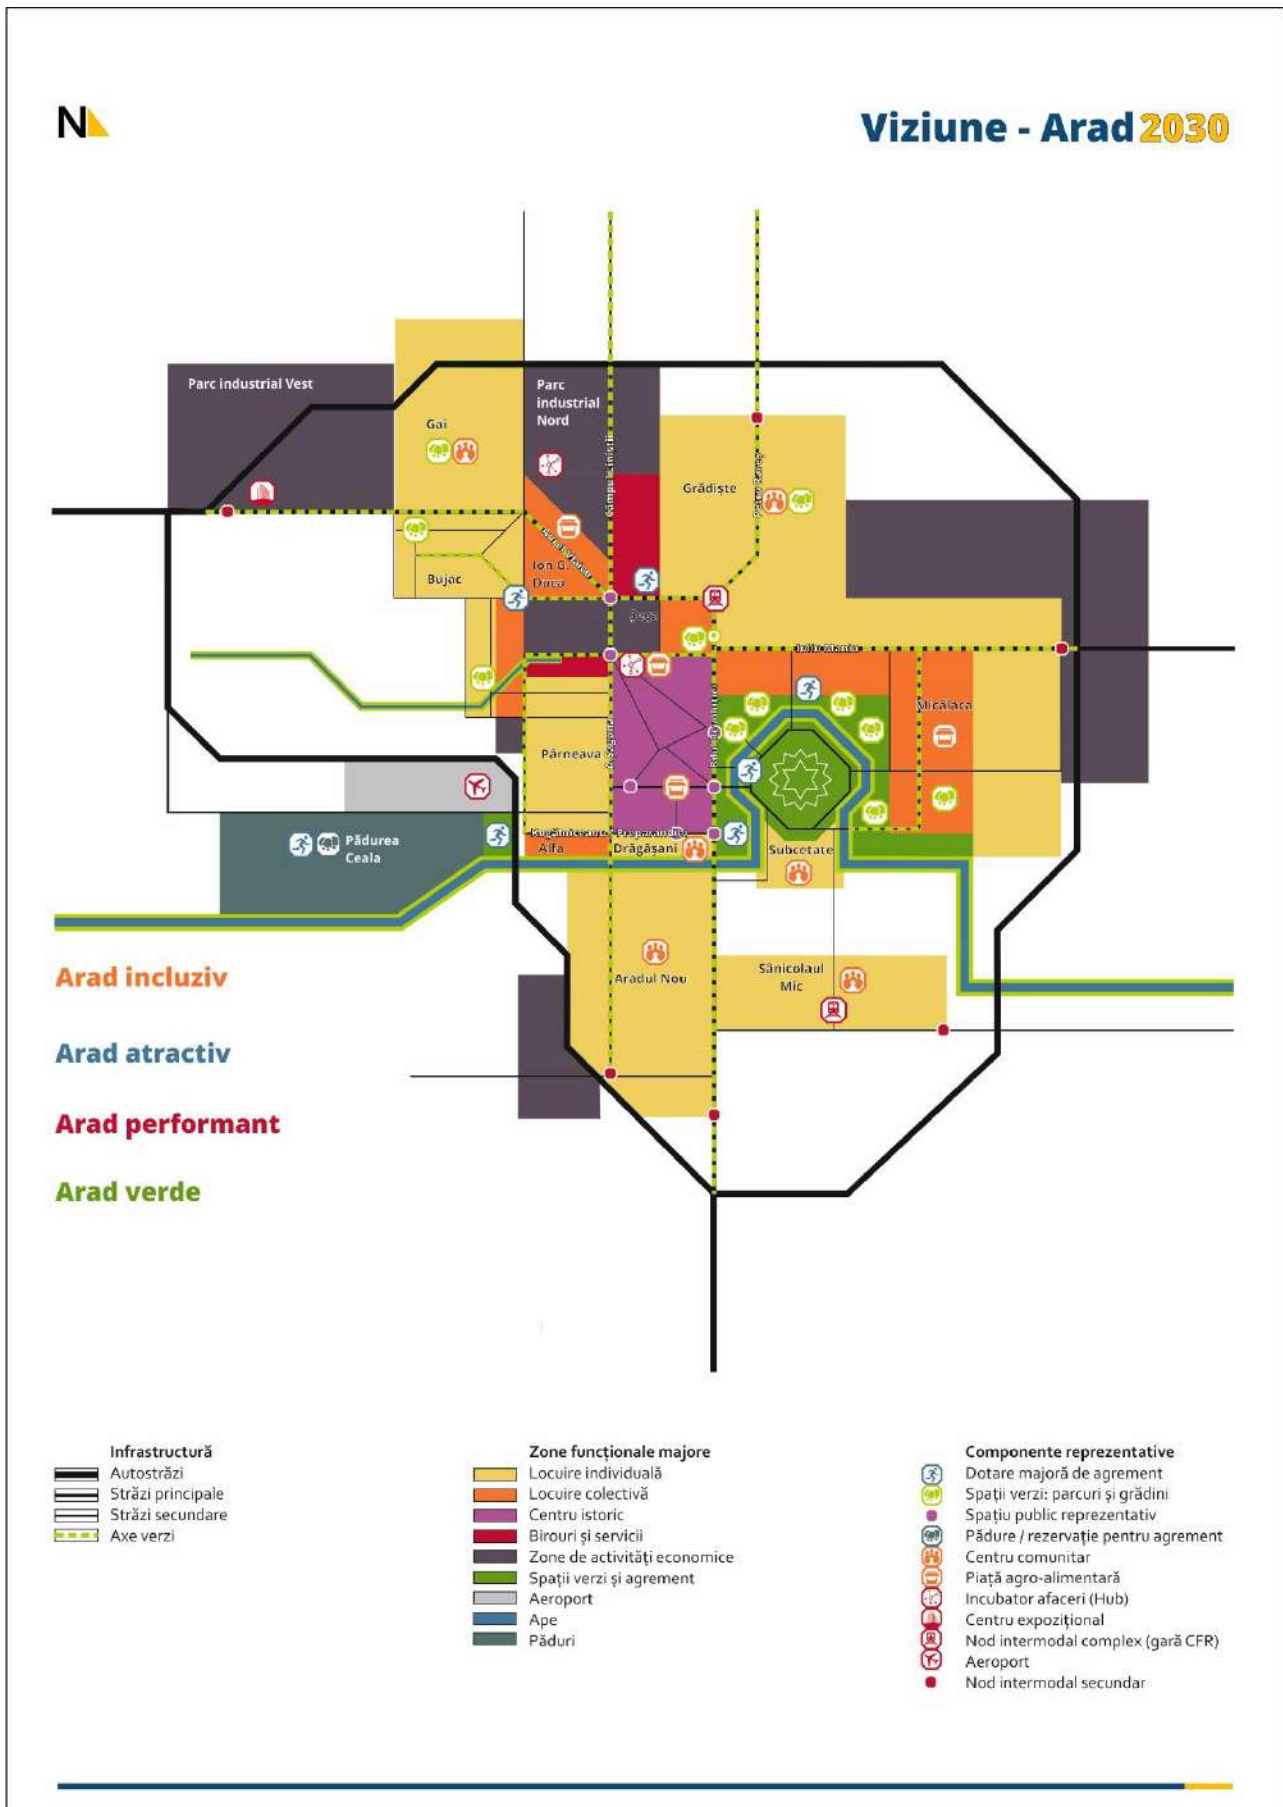 N
Viziune - Arad 2030
Parc industrial Vest
Gai
Parc
industrial
Nord
Grădiște
Bujac
Ion G.
Duca
Șega
Iuliu Maniu
Micălaca
Pârneava
Pădurea
Ceala
Alfa
Drăgășani
Subcetate
Aradul Nou
Sânicolaul
Mic
Arad incluziv
Arad atractiv
Arad performant
Arad verde
Infrastructură
Autostrăzi
Străzi principale
Străzi secundare
Axe verzi
Zone funcționale majore
Locuire individuală
Locuire colectivă
Centru istoric
Birouri și servicii
Zone de activități economice
Spații verzi și agrement
Aeroport
Ape
Păduri
Componente reprezentative
Dotare majoră de agrement
Spații verzi: parcuri și grădini
Spațiu public reprezentativ
Pădure / rezervație pentru agrement
Centru comunitar
Piață agro-alimentară
Incubator afaceri (Hub)
Centru expozițional
Nod intermodal complex (gară CFR)
Aeroport
Nod intermodal secundar